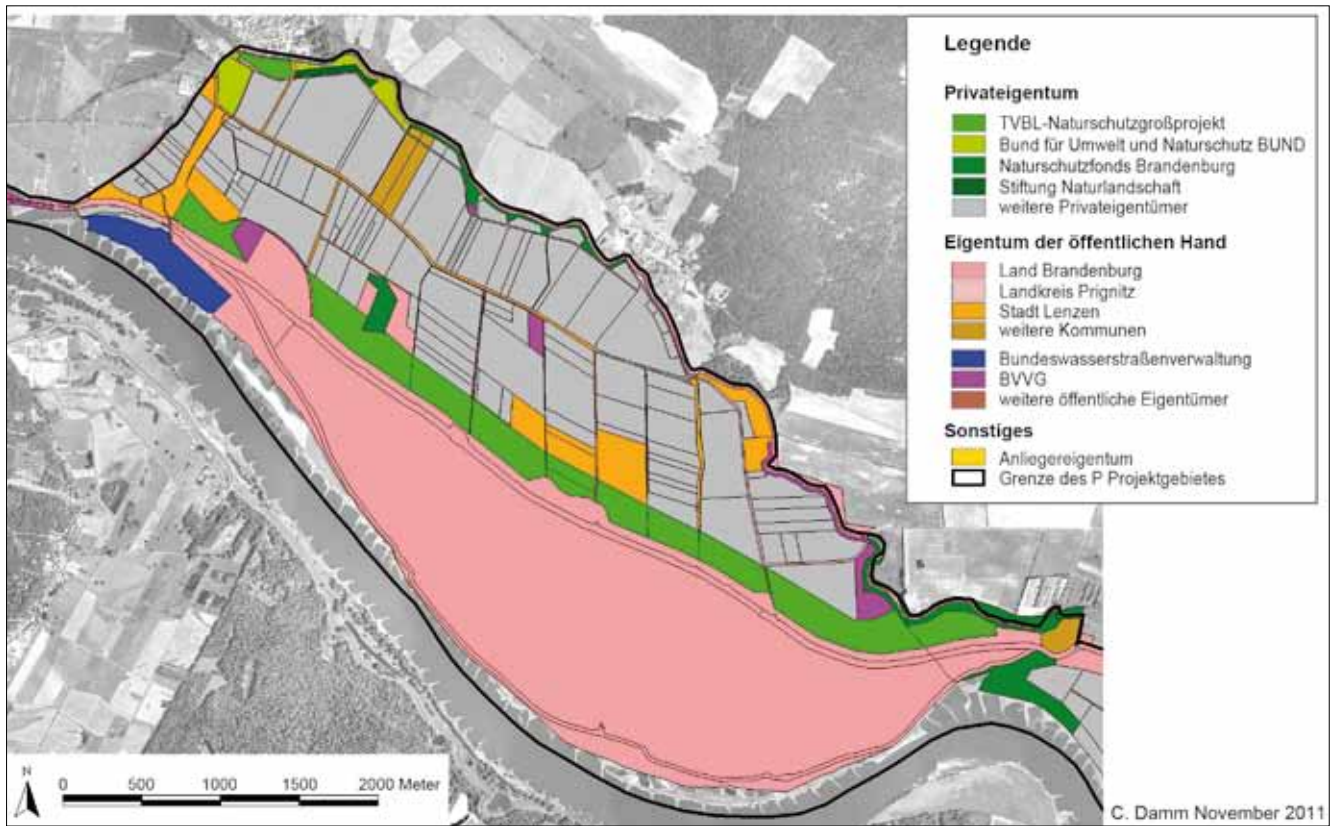 Legende
Privateigentum
TVBL-Naturschutzgroßprojekt
Bund für Umwelt und Naturschutz BUND
Naturschutzfonds Brandenburg
Stiftung Naturlandschaft
weitere Privateigentümer
Eigentum der öffentlichen Hand
Land Brandenburg
Landkreis Prignitz
Stadt Lenzen
weitere Kommunen
Bundeswasserstraßenverwaltung
BVVG
weitere öffentliche Eigentümer
Sonstiges
Anliegereigentum
Grenze des P Projektgebietes
N
0 500 1000 1500 2000 Meter
C. Damm November 2011